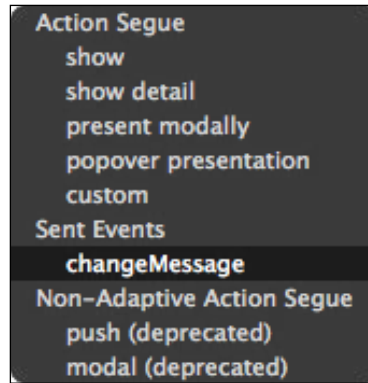 Action Segue
show
show detail
present modally
popover presentation
custom
Sent Events
changeMessage
Non-Adaptive Action Segue
push (deprecated)
modal (deprecated)